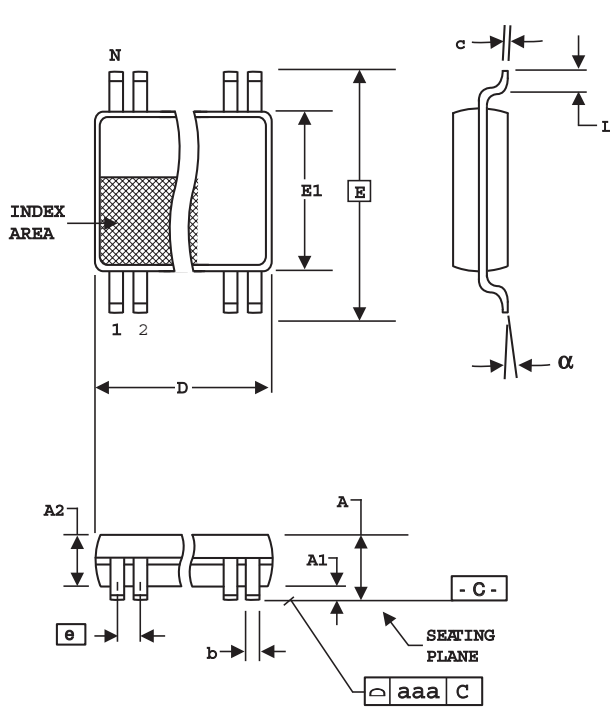 N
c
L
E1
E
INDEX
AREA
1 2
α
D
A2
A
A1
- C -
e
b
SEATING
PLANE
⌓ aaa C